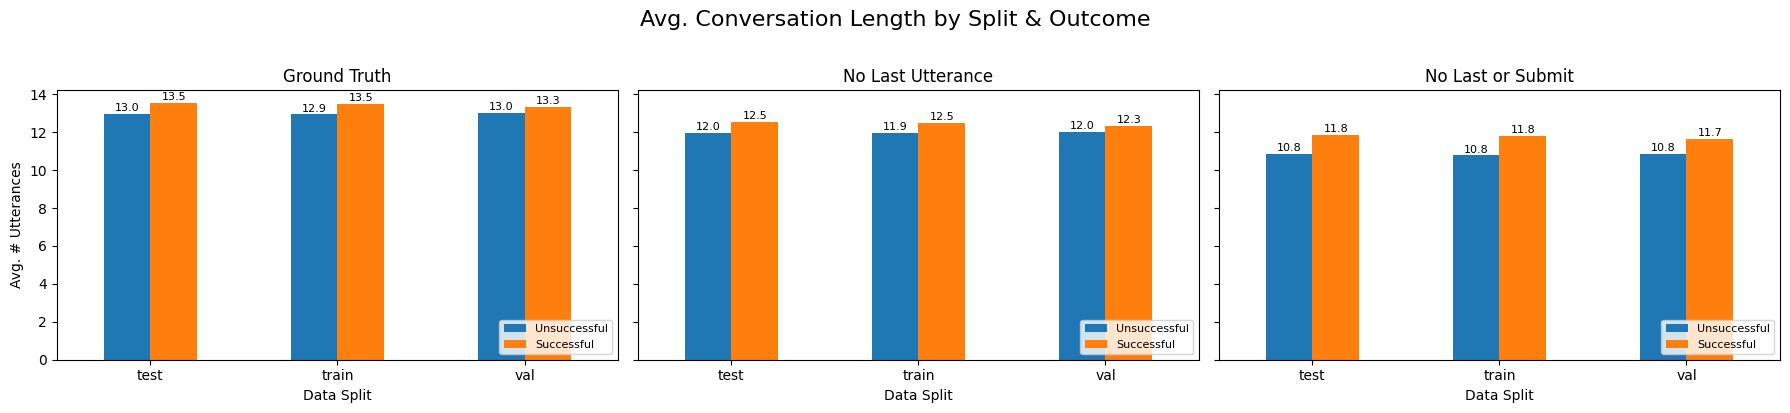 Avg. Conversation Length by Split & Outcome
Ground Truth
No Last Utterance
No Last or Submit
Avg. # Utterances
14
12
10
8
6
4
2
0
13.0
13.5
12.9
13.5
13.0
13.3
Unsuccessful
Successful
test
train
val
Data Split
12.0
12.5
11.9
12.5
12.0
12.3
Unsuccessful
Successful
test
train
val
Data Split
10.8
11.8
10.8
11.8
10.8
11.7
Unsuccessful
Successful
test
train
val
Data Split